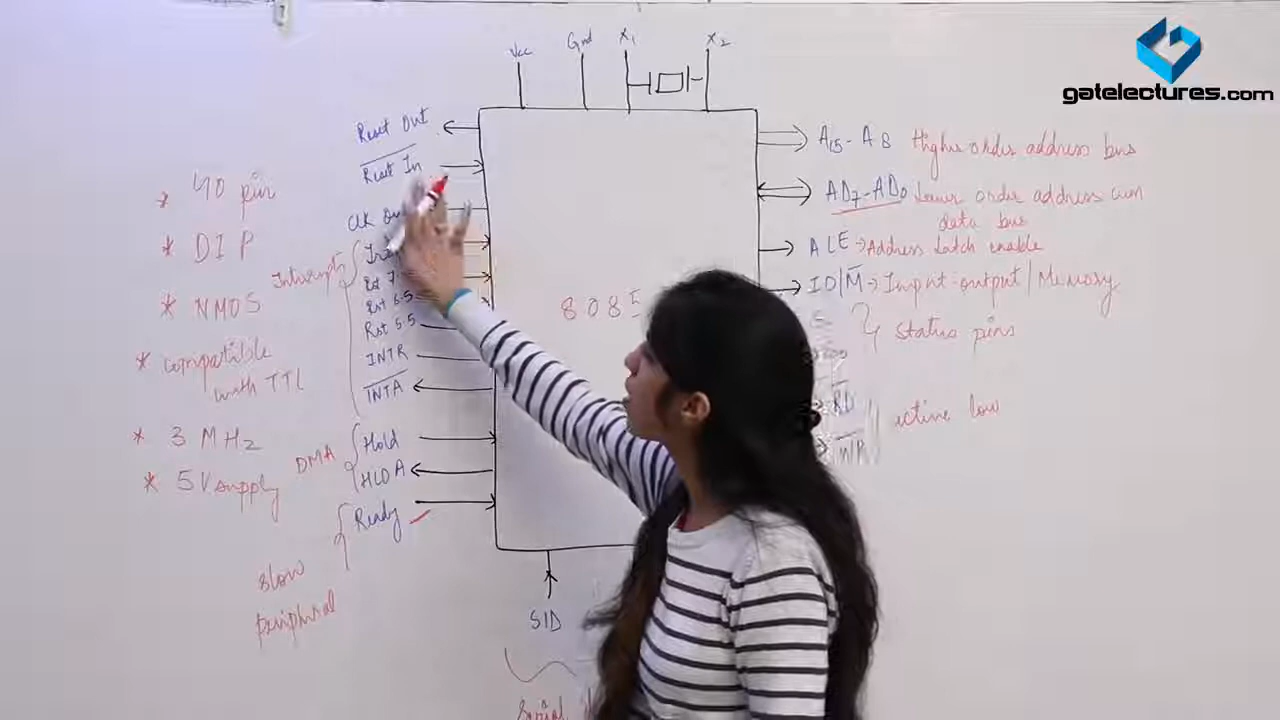 gatelectures.com
Vcc Gnd X1 X2
Reset Out
Reset In
Clk
Interrupts
Rst 6.5
Rst 5.5
INTR
INTA
DMA
Hold
HLDA
Ready
slow
peripheral
* 40 pin
* DIP
* NMOS
* compatible
with TTL
* 3 MHz
* 5V supply
8085
SID
Serial
A15 - A8 Higher order address bus
AD7 - AD0 Lower order address cum
data bus
ALE → Address Latch enable
IO/M → Input-output / Memory
status pins
RD
WR
active low